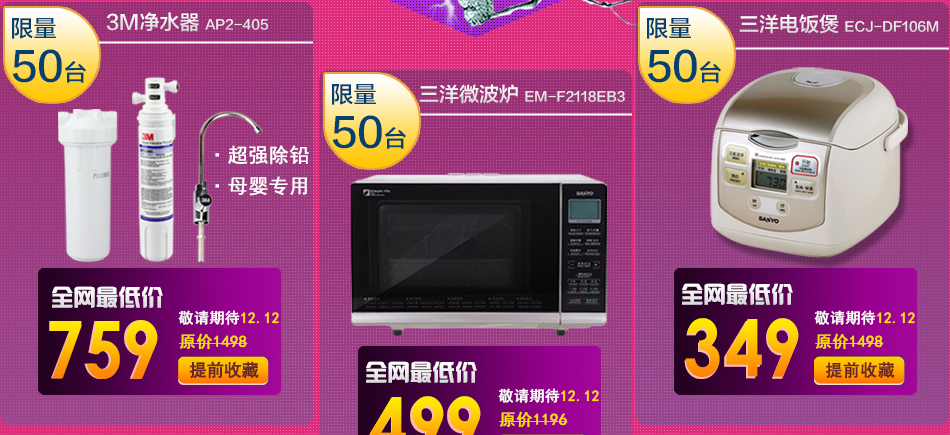 限量
50台
3M净水器 AP2-405
3M
· 超强除铅
· 母婴专用
全网最低价
759
敬请期待12.12
原价1498
提前收藏
限量
50台
三洋微波炉 EM-F2118EB3
SANYO
全网最低价
499
敬请期待12.12
原价1196
限量
50台
三洋电饭煲 ECJ-DF106M
SANYO
全网最低价
349
敬请期待12.12
原价1498
提前收藏